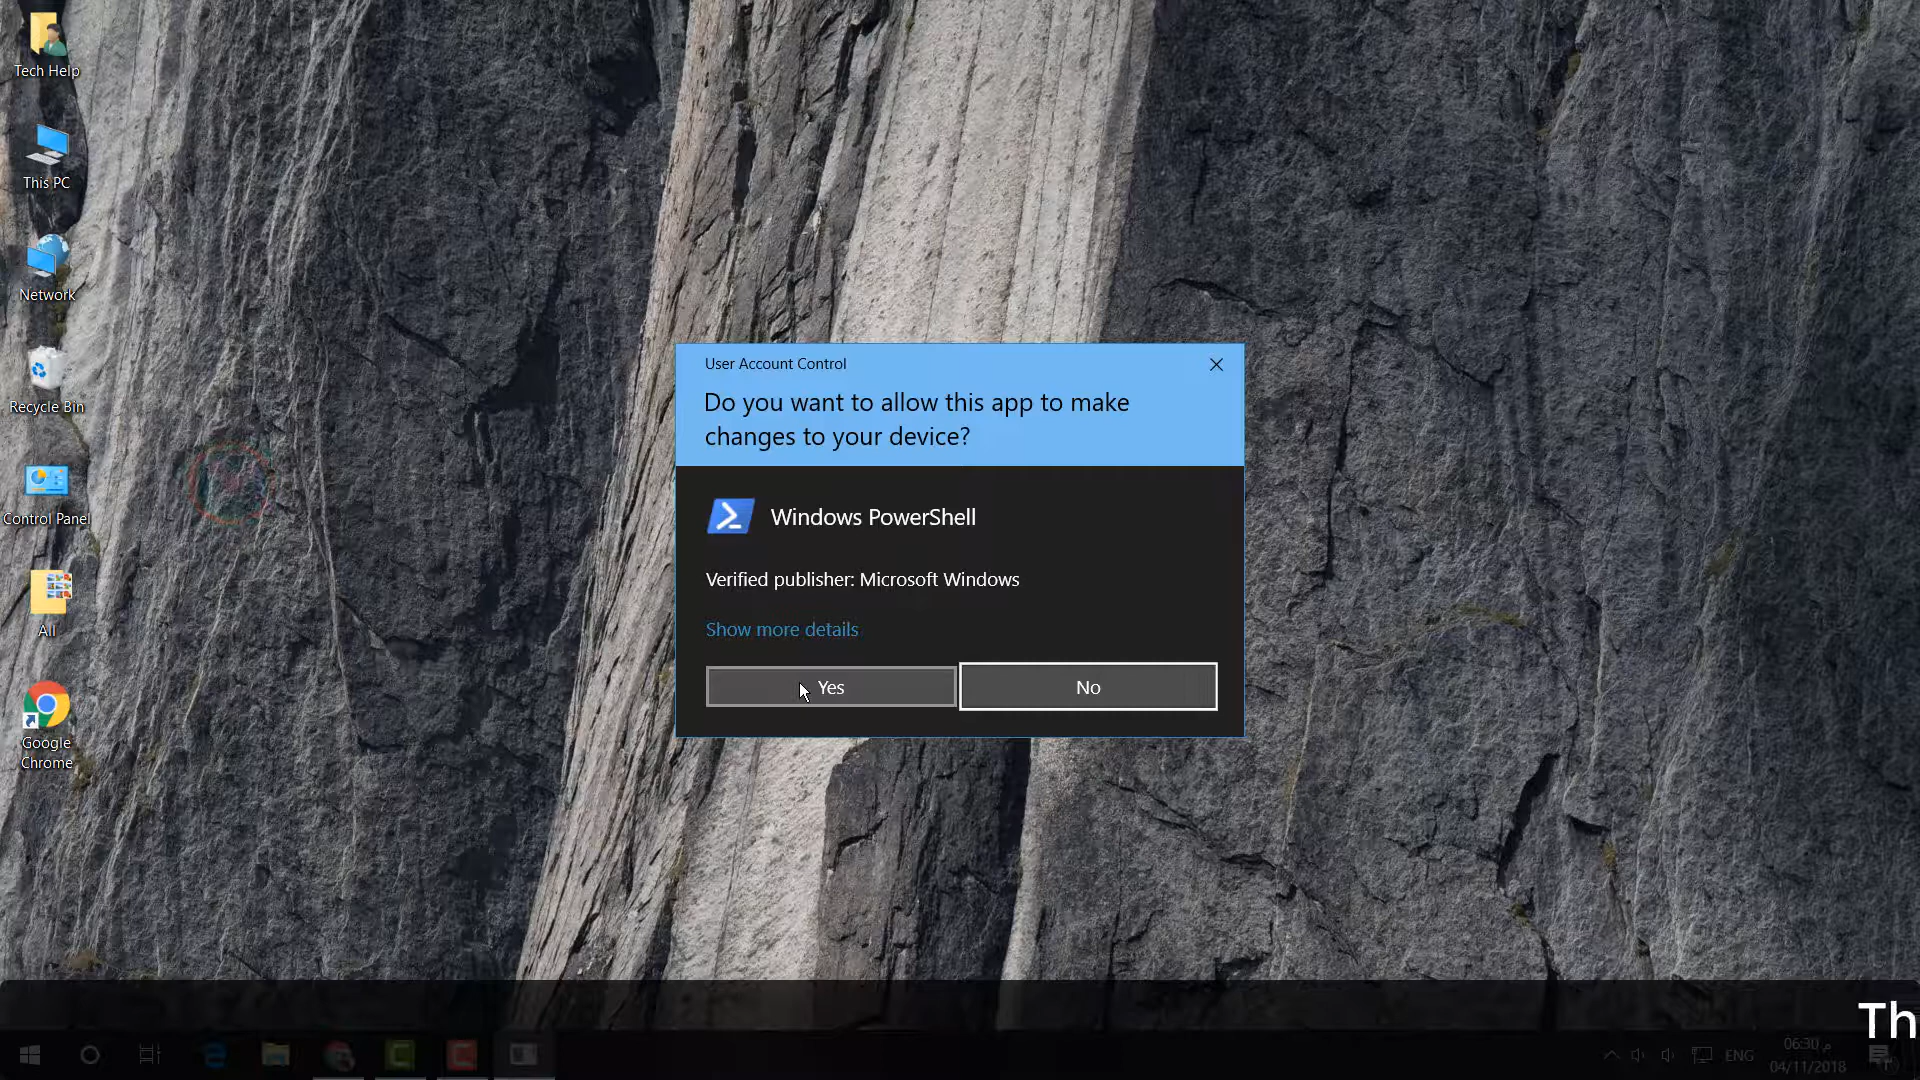 Tech Help
This PC
Network
Recycle Bin
Control Panel
All
Google
Chrome
User Account Control
Do you want to allow this app to make
changes to your device?
Windows PowerShell
Verified publisher: Microsoft Windows
Show more details
Yes
No
Th
ENG
06:30 م
04/11/2018